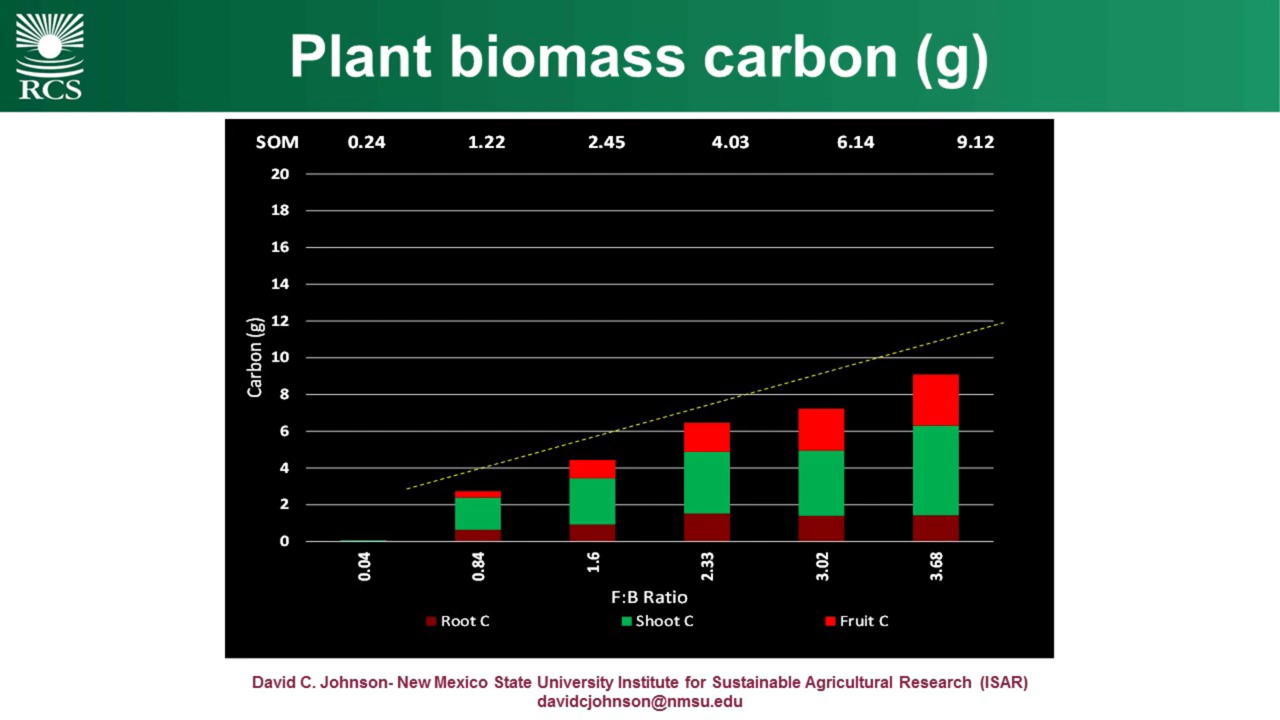 RCS
Plant biomass carbon (g)
SOM 0.24 1.22 2.45 4.03 6.14 9.12
20
18
16
14
12
10
8
6
4
2
0
Carbon (g)
0.04 0.84 1.6 2.33 3.02 3.68
F:B Ratio
Root C Shoot C Fruit C
David C. Johnson- New Mexico State University Institute for Sustainable Agricultural Research (ISAR)
davidcjohnson@nmsu.edu